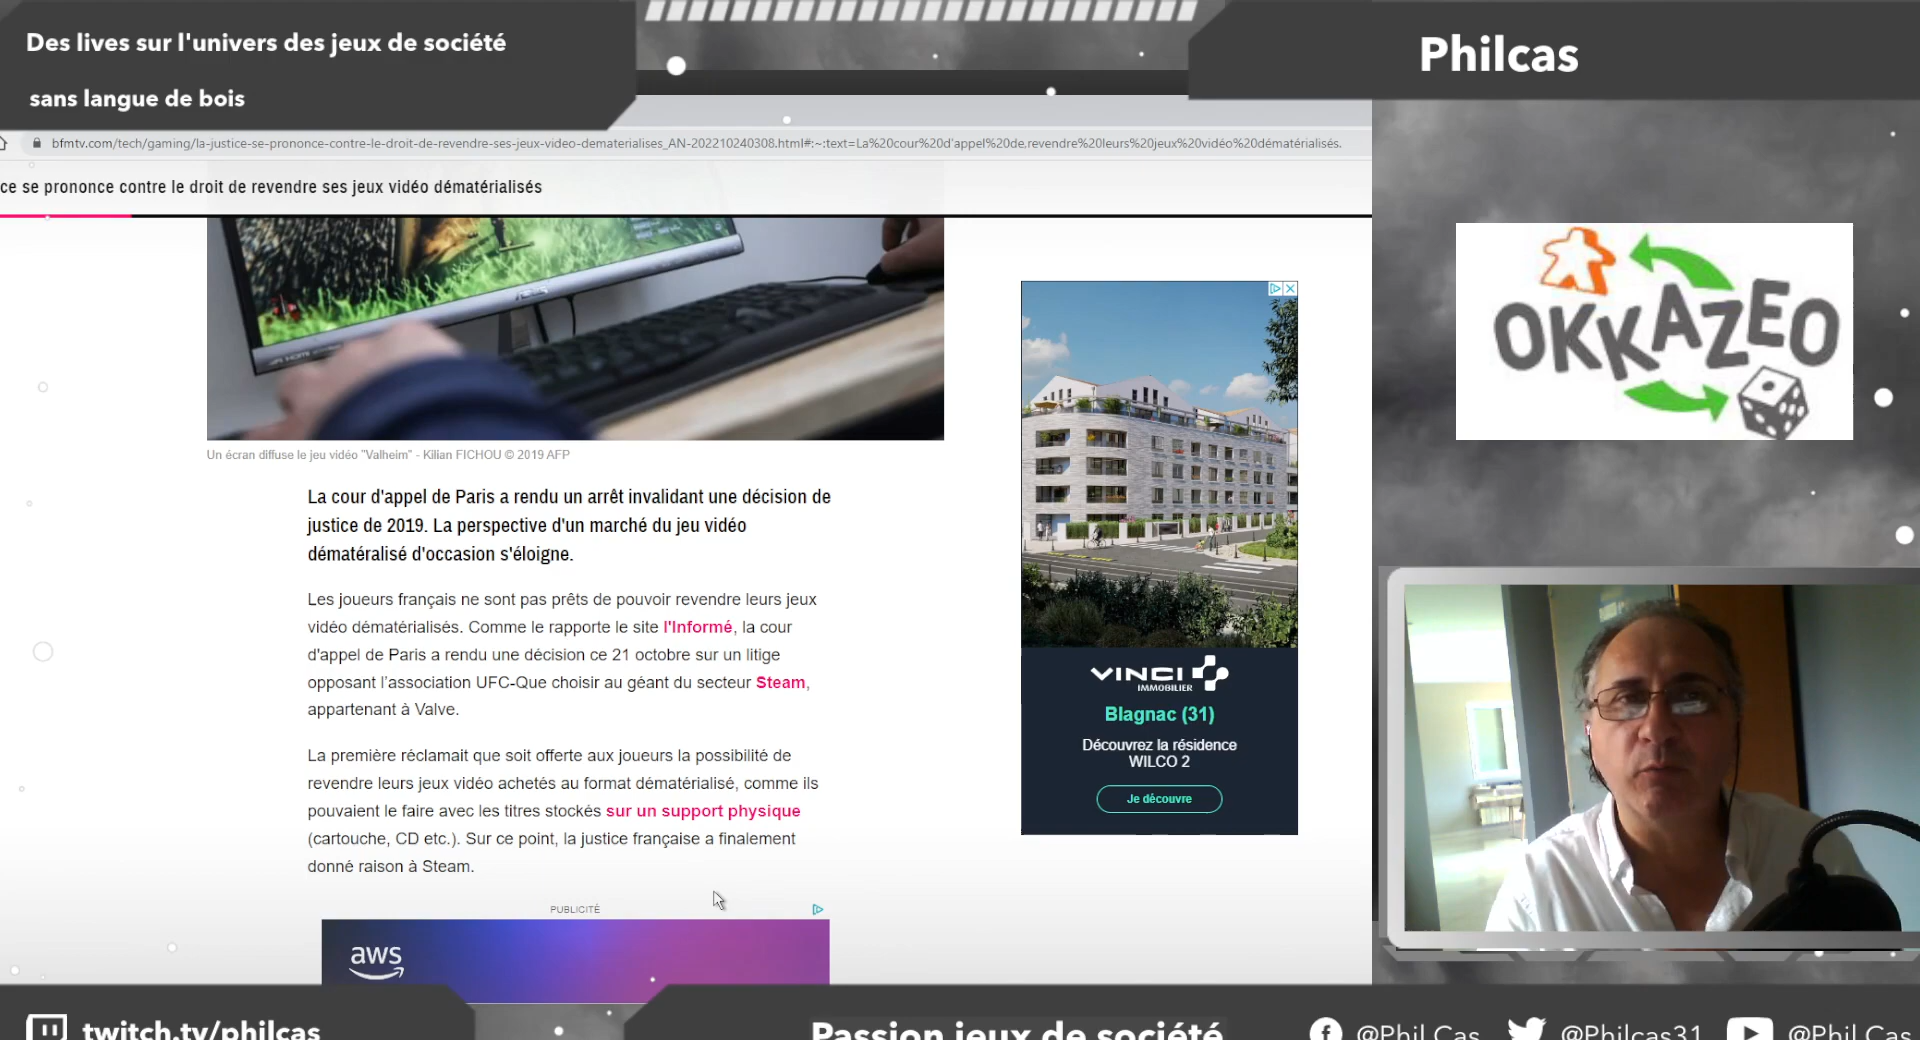 Des lives sur l'univers des jeux de société
sans langue de bois
Philcas
bfmtv.com/tech/gaming/la-justice-se-prononce-contre-le-droit-de-revendre-ses-jeux-video-dematerialises_AN-202210240308.html#:~:text=La%20cour%20d'appel%20de,revendre%20leurs%20jeux%20vidéo%20dématérialisés.
ce se prononce contre le droit de revendre ses jeux vidéo dématérialisés
OKKAZEO
Un écran diffuse le jeu vidéo "Valheim" - Kilian FICHOU © 2019 AFP
La cour d'appel de Paris a rendu un arrêt invalidant une décision de
justice de 2019. La perspective d'un marché du jeu vidéo
dématéralisé d'occasion s'éloigne.
Les joueurs français ne sont pas prêts de pouvoir revendre leurs jeux
vidéo dématérialisés. Comme le rapporte le site l'Informé, la cour
d'appel de Paris a rendu une décision ce 21 octobre sur un litige
opposant l'association UFC-Que choisir au géant du secteur Steam,
appartenant à Valve.
La première réclamait que soit offerte aux joueurs la possibilité de
revendre leurs jeux vidéo achetés au format dématérialisé, comme ils
pouvaient le faire avec les titres stockés sur un support physique
(cartouche, CD etc.). Sur ce point, la justice française a finalement
donné raison à Steam.
VINCI
IMMOBILIER
Blagnac (31)
Découvrez la résidence
WILCO 2
Je découvre
PUBLICITÉ
aws
twitch.tv/philcas
Passion jeux de société
@Phil Cas
@Philcas31
@Phil Cas